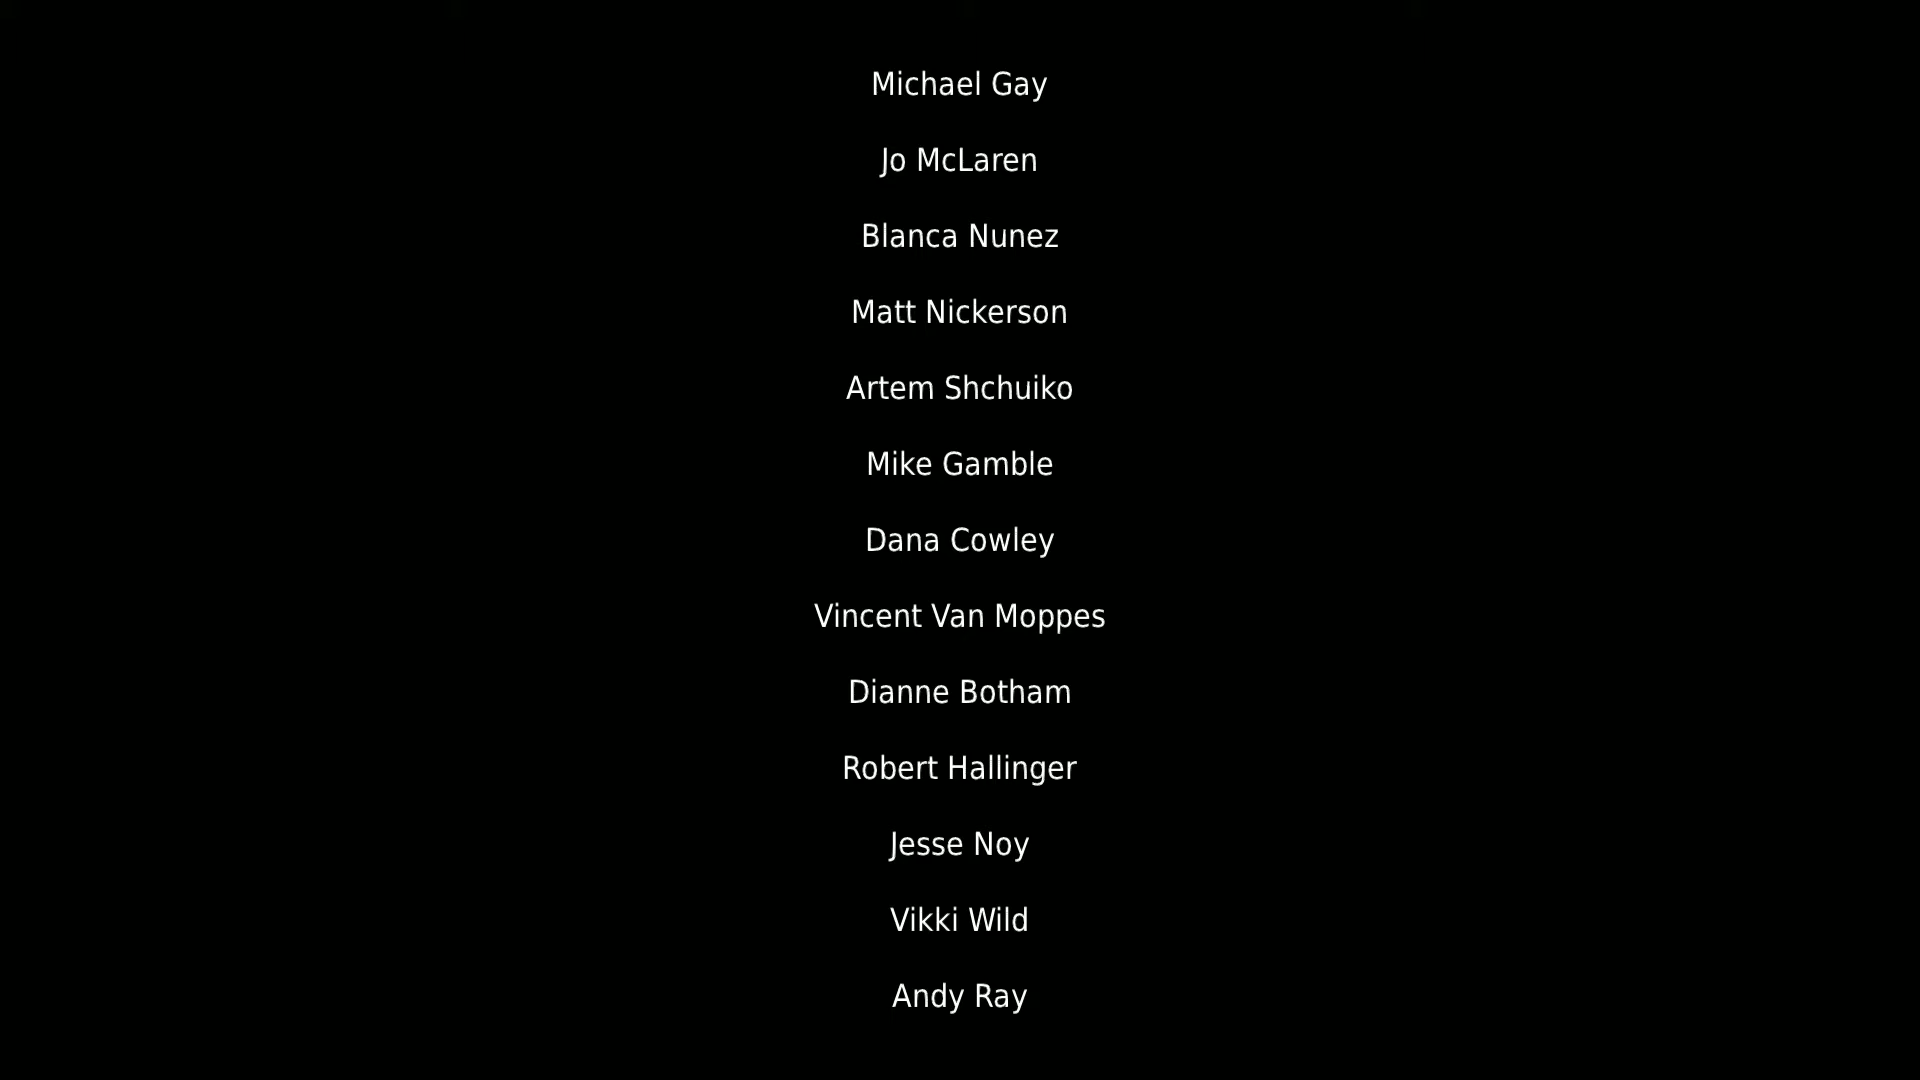 Michael Gay
Jo McLaren
Blanca Nunez
Matt Nickerson
Artem Shchuiko
Mike Gamble
Dana Cowley
Vincent Van Moppes
Dianne Botham
Robert Hallinger
Jesse Noy
Vikki Wild
Andy Ray